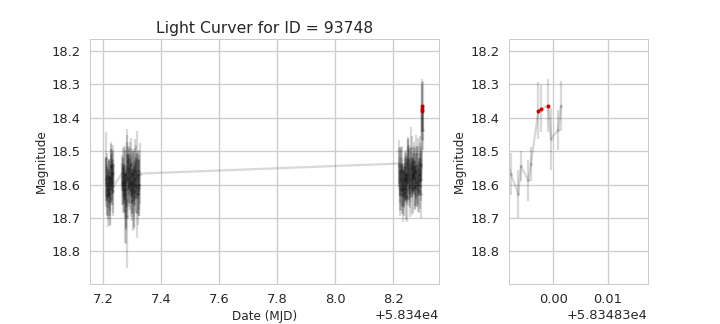 Light Curver for ID = 93748
18.2
18.3
18.4
18.5
18.6
18.7
18.8
Magnitude
7.2 7.4 7.6 7.8 8.0 8.2
Date (MJD)
+5.834e4
18.2
18.3
18.4
18.5
18.6
18.7
18.8
Magnitude
0.00 0.01
+5.83483e4